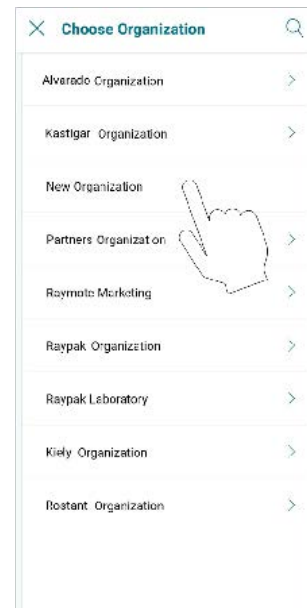 Choose Organization
Alvarado Organization
Kastigar Organization
New Organization
Partners Organization
Raymote Marketing
Raypak Organization
Raypak Laboratory
Kiely Organization
Rostant Organization